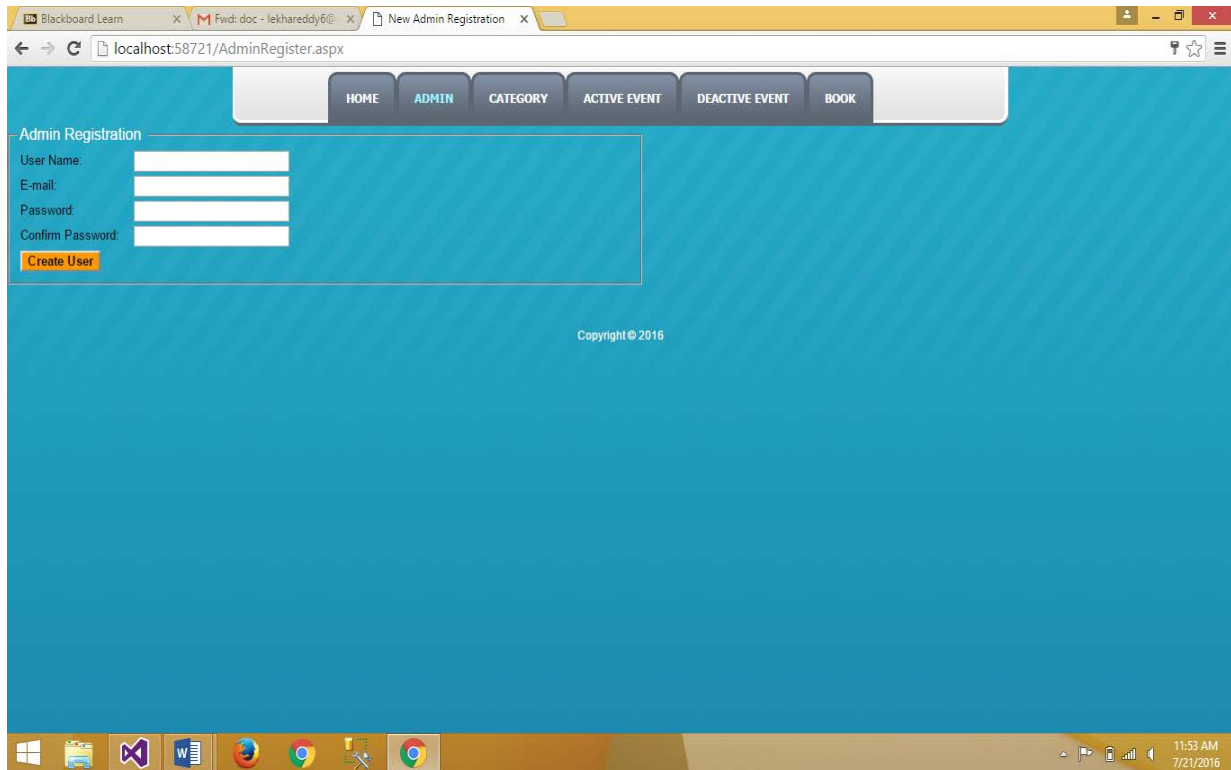 Bb Blackboard Learn
M Fwd: doc - lekhareddy6@
New Admin Registration
localhost:58721/AdminRegister.aspx
HOME ADMIN CATEGORY ACTIVE EVENT DEACTIVE EVENT BOOK
Admin Registration
User Name:
E-mail:
Password:
Confirm Password:
Create User
Copyright © 2016
W
11:53 AM
7/21/2016